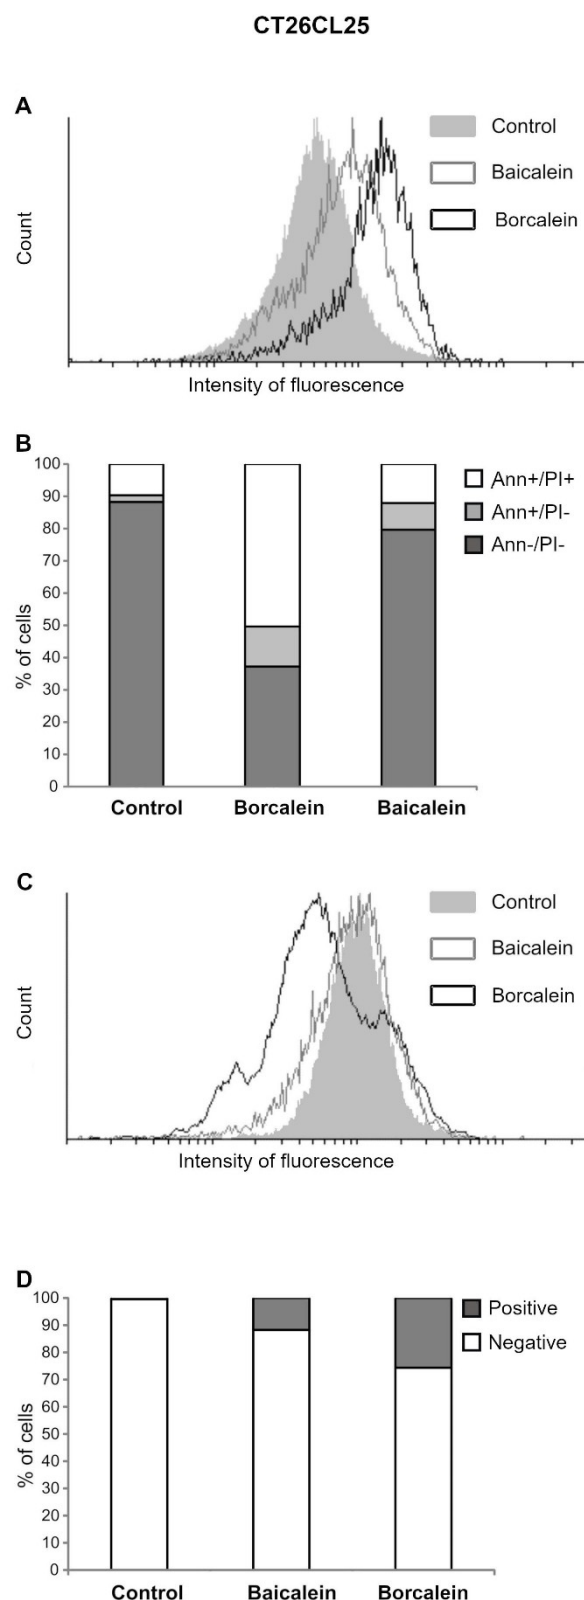 CT26CL25
A
Control
Baicalein
Borcalein
Count
Intensity of fluorescence
B
100
90
80
70
60
50
40
30
20
10
0
% of cells
Ann+/PI+
Ann+/PI-
Ann-/PI-
Control Borcalein Baicalein
C
Control
Baicalein
Borcalein
Count
Intensity of fluorescence
D
100
90
80
70
60
50
40
30
20
10
0
% of cells
Positive
Negative
Control Baicalein Borcalein